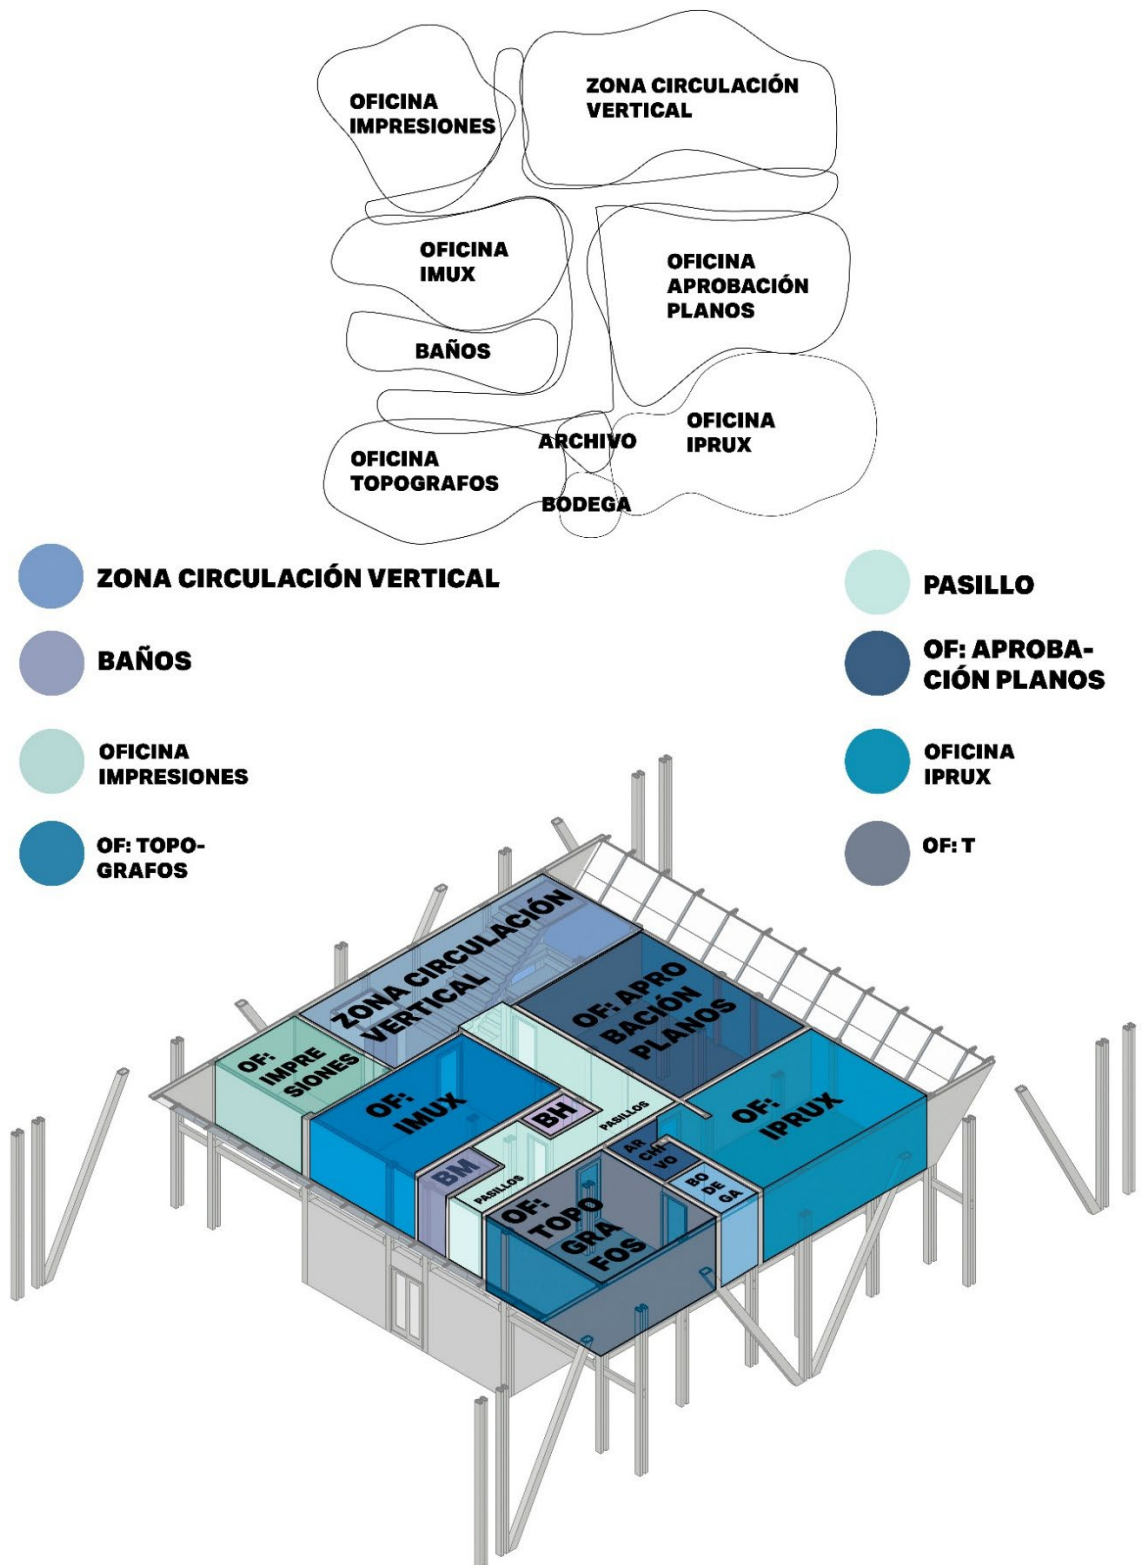 OFICINA
IMPRESIONES
ZONA CIRCULACIÓN
VERTICAL
OFICINA
IMUX
OFICINA
APROBACIÓN
PLANOS
BAÑOS
ARCHIVO
OFICINA
IPRUX
OFICINA
TOPOGRAFOS
BODEGA
ZONA CIRCULACIÓN VERTICAL
BAÑOS
OFICINA
IMPRESIONES
OF: TOPO-
GRAFOS
PASILLO
OF: APROBA-
CIÓN PLANOS
OFICINA
IPRUX
OF: T
ZONA CIRCULACIÓN
VERTICAL
OF: APRO
BACIÓN
PLANOS
OF:
IMPRE
SIONES
OF:
IMUX
BH
PASILLOS
OF:
IPRUX
BM
PASILLOS
AR
CHI-
VO
BO
DE
GA
OF:
TOPO
GRA
FOS